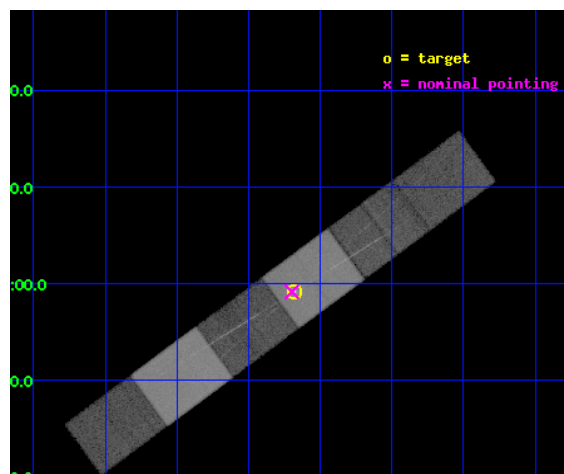 o = target
x = nominal pointing
0.0
0.0
:00.0
0.0